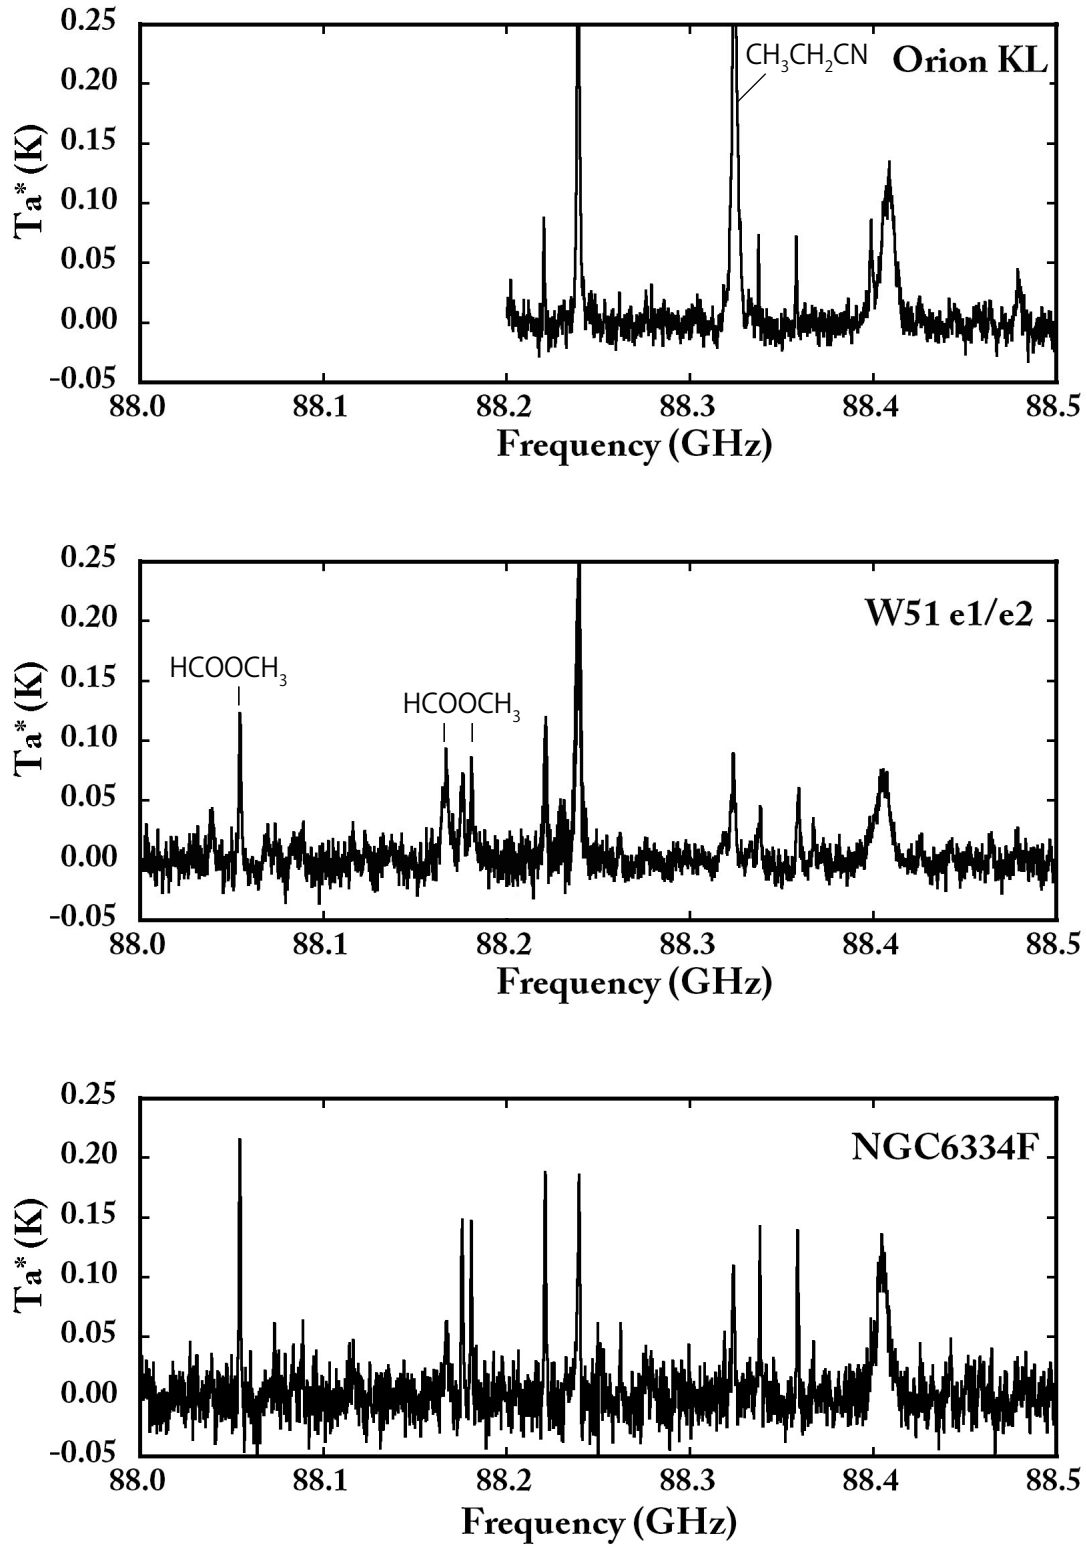 0.25
0.20
0.15
0.10
0.05
0.00
-0.05
Ta* (K)
CH₃CH₂CN
Orion KL
88.0 88.1 88.2 88.3 88.4 88.5
Frequency (GHz)
0.25
0.20
0.15
0.10
0.05
0.00
-0.05
Ta* (K)
W51 e1/e2
HCOOCH₃
HCOOCH₃
88.0 88.1 88.2 88.3 88.4 88.5
Frequency (GHz)
0.25
0.20
0.15
0.10
0.05
0.00
-0.05
Ta* (K)
NGC6334F
88.0 88.1 88.2 88.3 88.4 88.5
Frequency (GHz)